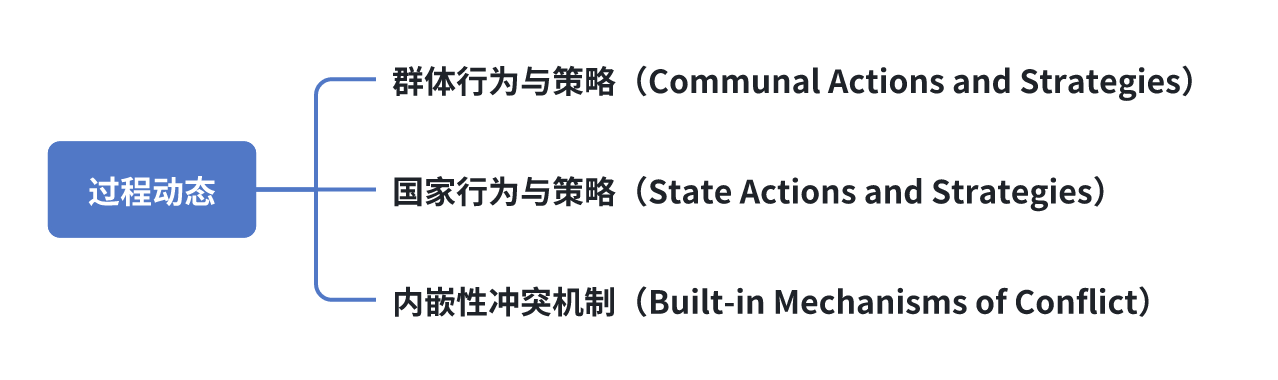 过程动态
群体行为与策略（Communal Actions and Strategies）
国家行为与策略（State Actions and Strategies）
内嵌性冲突机制（Built-in Mechanisms of Conflict）